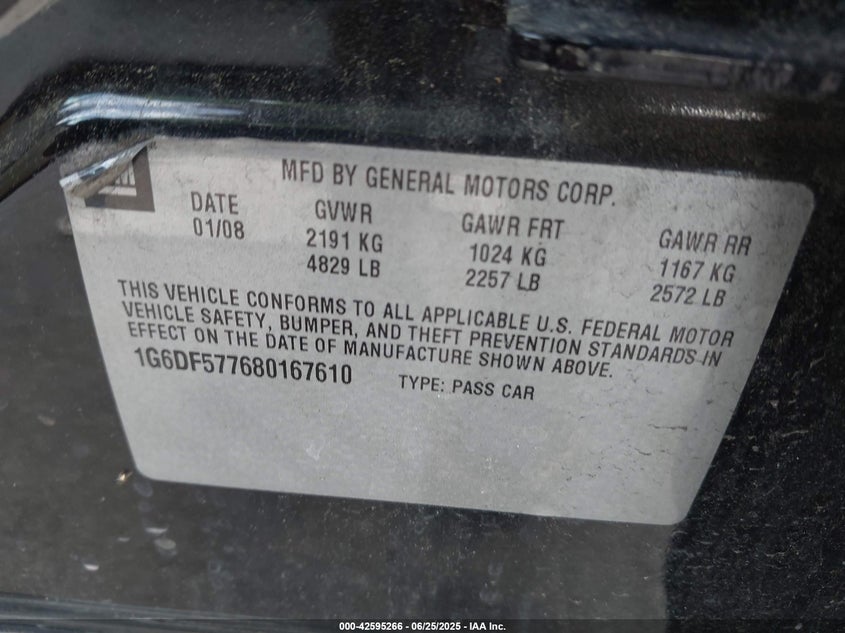 MFD BY GENERAL MOTORS CORP.
DATE GVWR GAWR FRT GAWR RR
01/08 2191 KG 1024 KG 1167 KG
4829 LB 2257 LB 2572 LB
THIS VEHICLE CONFORMS TO ALL APPLICABLE U.S. FEDERAL MOTOR
VEHICLE SAFETY, BUMPER, AND THEFT PREVENTION STANDARDS IN
EFFECT ON THE DATE OF MANUFACTURE SHOWN ABOVE.
1G6DF577680167610 TYPE: PASS CAR
000-42595266 - 06/25/2025 - IAA Inc.